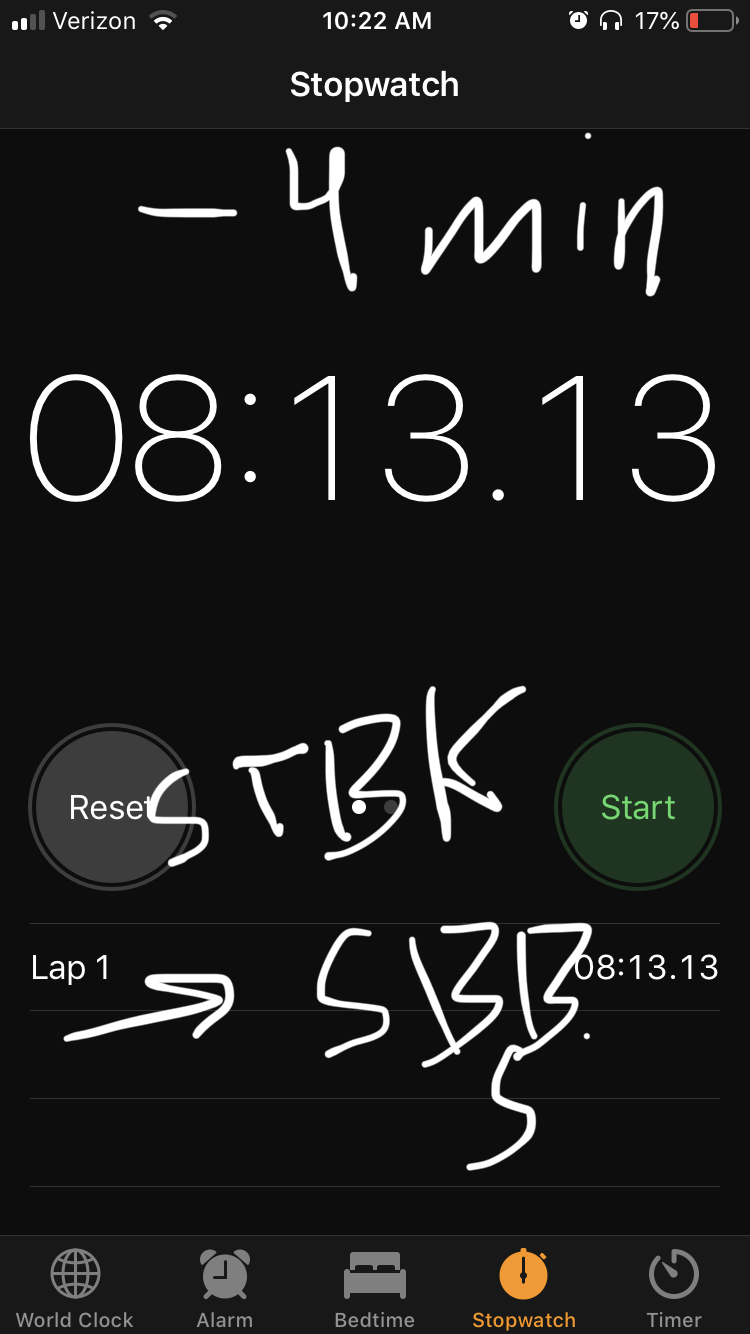 Verizon 10:22 AM 17%
Stopwatch
- 4 min
08:13.13
STBK
Reset Start
Lap 1 08:13.13
→ SBB.
S
World Clock Alarm Bedtime Stopwatch Timer